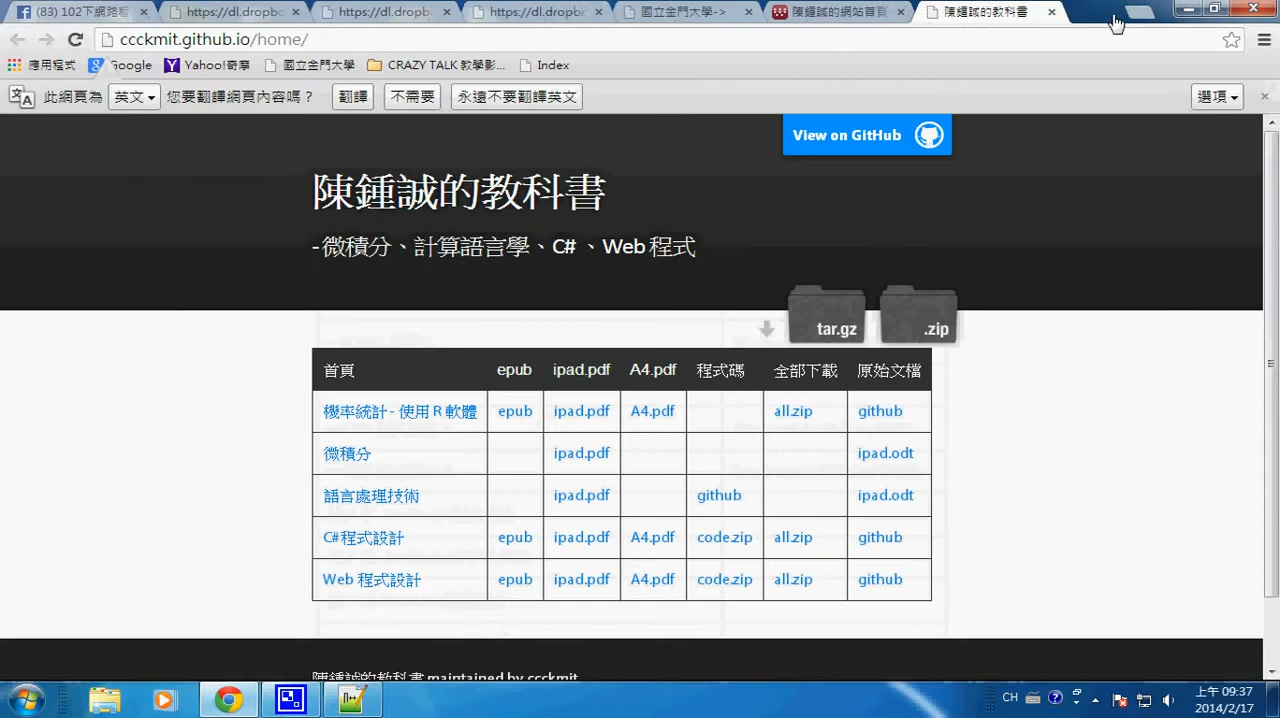 (83) 102下網路程
https://dl.dropbo
https://dl.dropbo
https://dl.dropbo
國立金門大學->
陳鍾誠的網站首頁
陳鍾誠的教科書
ccckmit.github.io/home/
應用程式
Google
Yahoo!奇摩
國立金門大學
CRAZY TALK 教學影...
Index
此網頁為
英文
您要翻譯網頁內容嗎？
翻譯
不需要
永遠不要翻譯英文
選項
View on GitHub
陳鍾誠的教科書
-微積分、計算語言學、C# 、Web 程式
tar.gz
.zip
首頁 epub ipad.pdf A4.pdf 程式碼 全部下載 原始文檔
機率統計 - 使用 R 軟體 epub ipad.pdf A4.pdf all.zip github
微積分 ipad.pdf ipad.odt
語言處理技術 ipad.pdf github ipad.odt
C#程式設計 epub ipad.pdf A4.pdf code.zip all.zip github
Web 程式設計 epub ipad.pdf A4.pdf code.zip all.zip github
陳鍾誠的教科書 maintained by ccckmit
CH
上午 09:37
2014/2/17